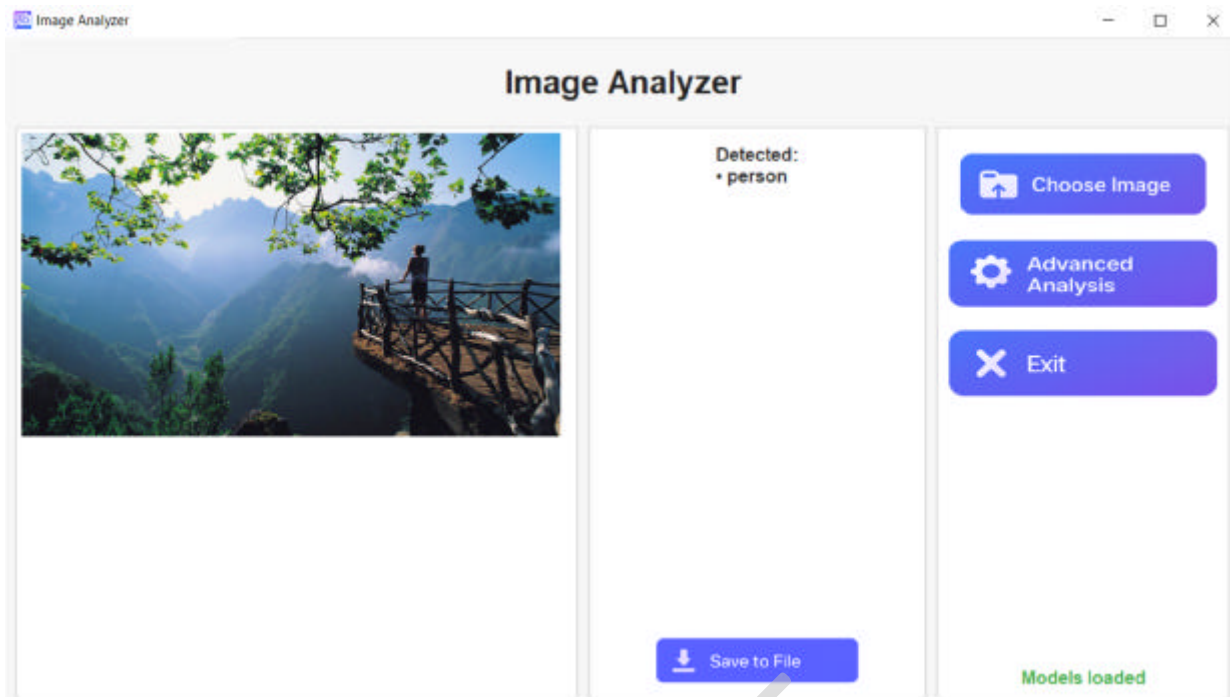 Image Analyzer
Image Analyzer
Detected:
• person
Choose Image
Advanced
Analysis
Exit
Save to File
Models loaded